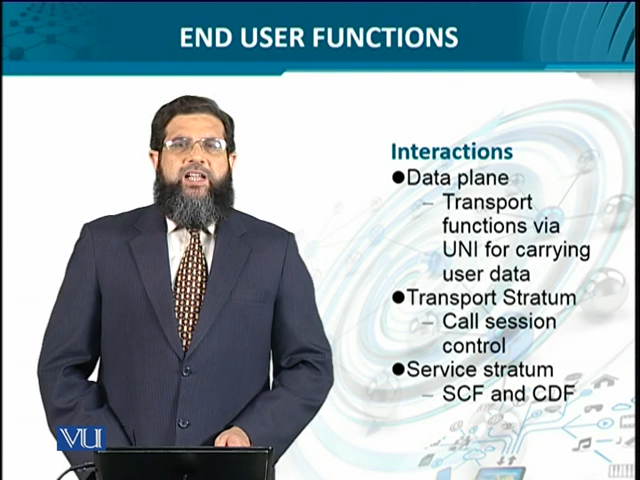 END USER FUNCTIONS
Interactions
●Data plane
– Transport
functions via
UNI for carrying
user data
●Transport Stratum
– Call session
control
●Service stratum
– SCF and CDF
VU